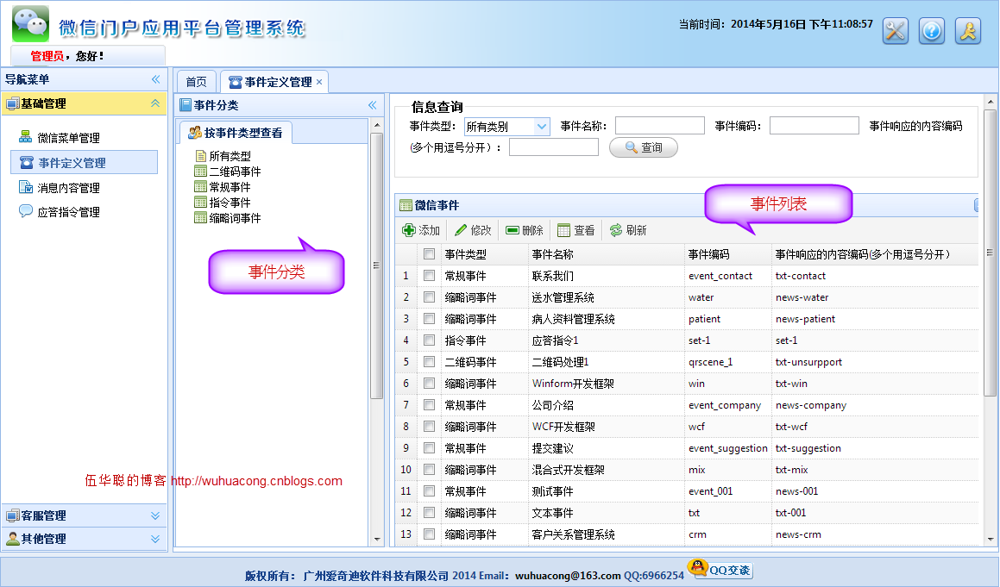 微信门户应用平台管理系统
当前时间：2014年5月16日 下午11:08:57
管理员，您好！
导航菜单
基础管理
微信菜单管理
事件定义管理
消息内容管理
应答指令管理
客服管理
其他管理
首页 事件定义管理
事件分类
按事件类型查看
所有类型
二维码事件
常规事件
指令事件
缩略词事件
事件分类
信息查询
事件类型： 所有类别 事件名称： 事件编码： 事件响应的内容编码
(多个用逗号分开)： 查询
微信事件
事件列表
添加 修改 删除 查看 刷新
事件类型 事件名称 事件编码 事件响应的内容编码(多个用逗号分开)
1 常规事件 联系我们 event_contact txt-contact
2 缩略词事件 送水管理系统 water news-water
3 缩略词事件 病人资料管理系统 patient news-patient
4 指令事件 应答指令1 set-1 set-1
5 二维码事件 二维码处理1 qrscene_1 txt-unsurpport
6 缩略词事件 Winform开发框架 win txt-win
7 常规事件 公司介绍 event_company news-company
8 缩略词事件 WCF开发框架 wcf txt-wcf
9 常规事件 提交建议 event_suggestion txt-suggestion
10 缩略词事件 混合式开发框架 mix txt-mix
11 常规事件 测试事件 event_001 news-001
12 缩略词事件 文本事件 txt txt-001
13 缩略词事件 客户关系管理系统 crm news-crm
伍华聪的博客 http://wuhuacong.cnblogs.com
版权所有： 广州爱奇迪软件科技有限公司 2014 Email: wuhuacong@163.com QQ:6966254 QQ交谈